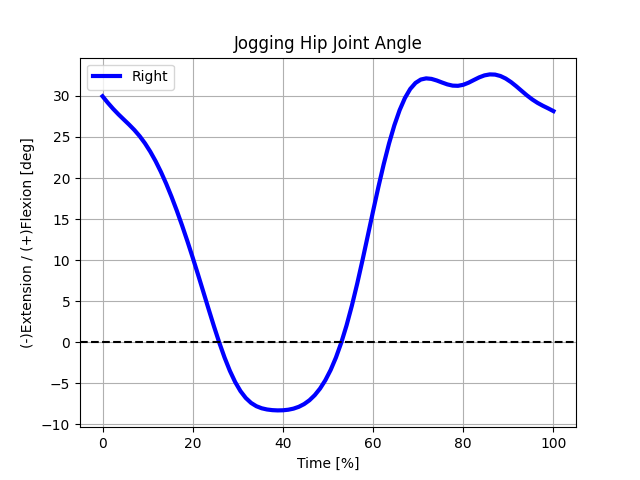 Jogging Hip Joint Angle
Right
(-)Extension / (+)Flexion [deg]
30
25
20
15
10
5
0
−5
−10
0 20 40 60 80 100
Time [%]